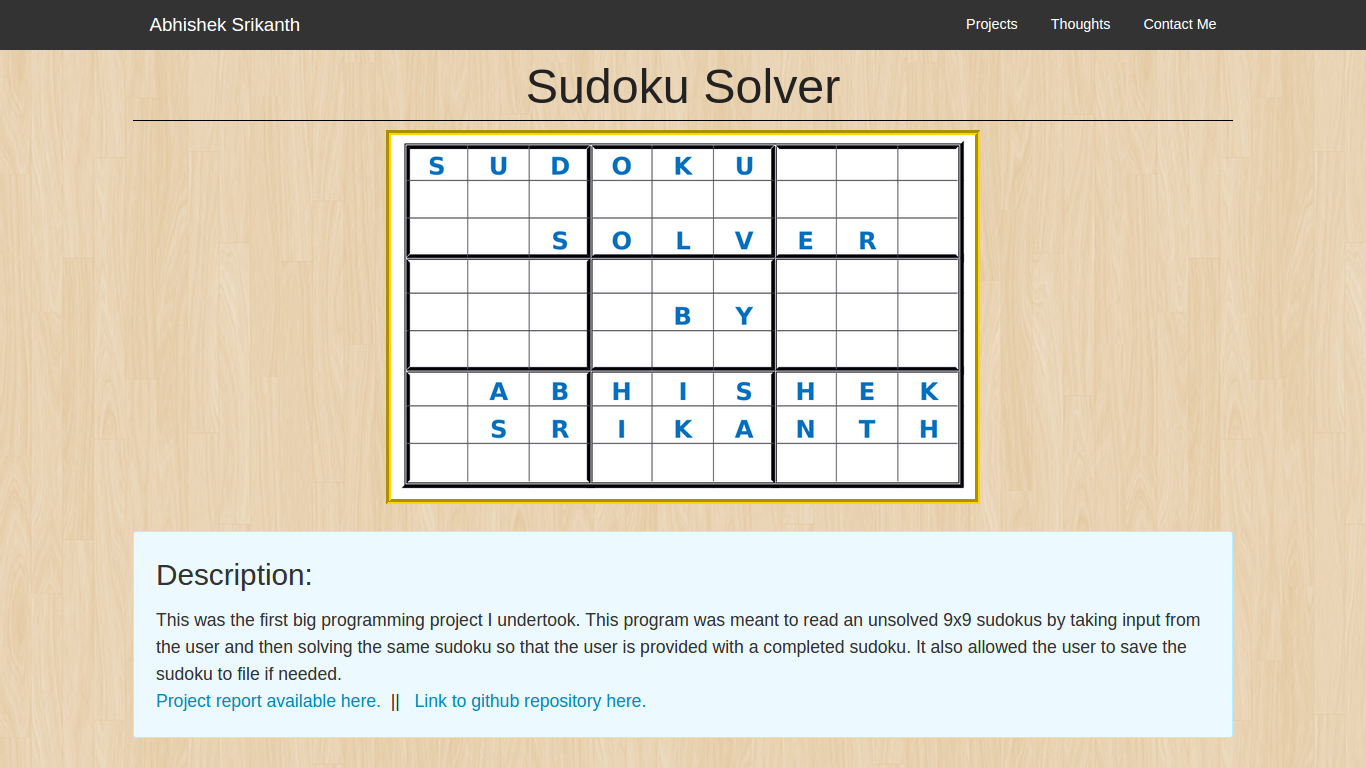 Abhishek Srikanth Projects Thoughts Contact Me
Sudoku Solver
S U D O K U
S O L V E R
B Y
A B H I S H E K
S R I K A N T H
Description:
This was the first big programming project I undertook. This program was meant to read an unsolved 9x9 sudokus by taking input from
the user and then solving the same sudoku so that the user is provided with a completed sudoku. It also allowed the user to save the
sudoku to file if needed.
Project report available here. || Link to github repository here.